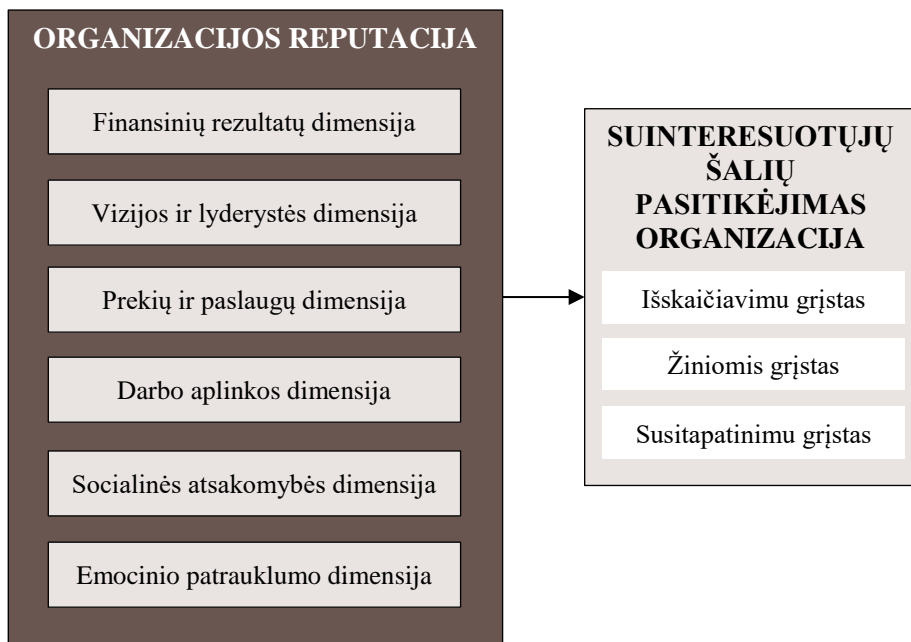 ORGANIZACIJOS REPUTACIJA
Finansinių rezultatų dimensija
Vizijos ir lyderystės dimensija
Prekių ir paslaugų dimensija
Darbo aplinkos dimensija
Socialinės atsakomybės dimensija
Emocinio patrauklumo dimensija
SUINTERESUOTŲJŲ
ŠALIŲ
PASITIKĖJIMAS
ORGANIZACIJA
Išskaičiavimu grįstas
Žiniomis grįstas
Susitapatinimu grįstas